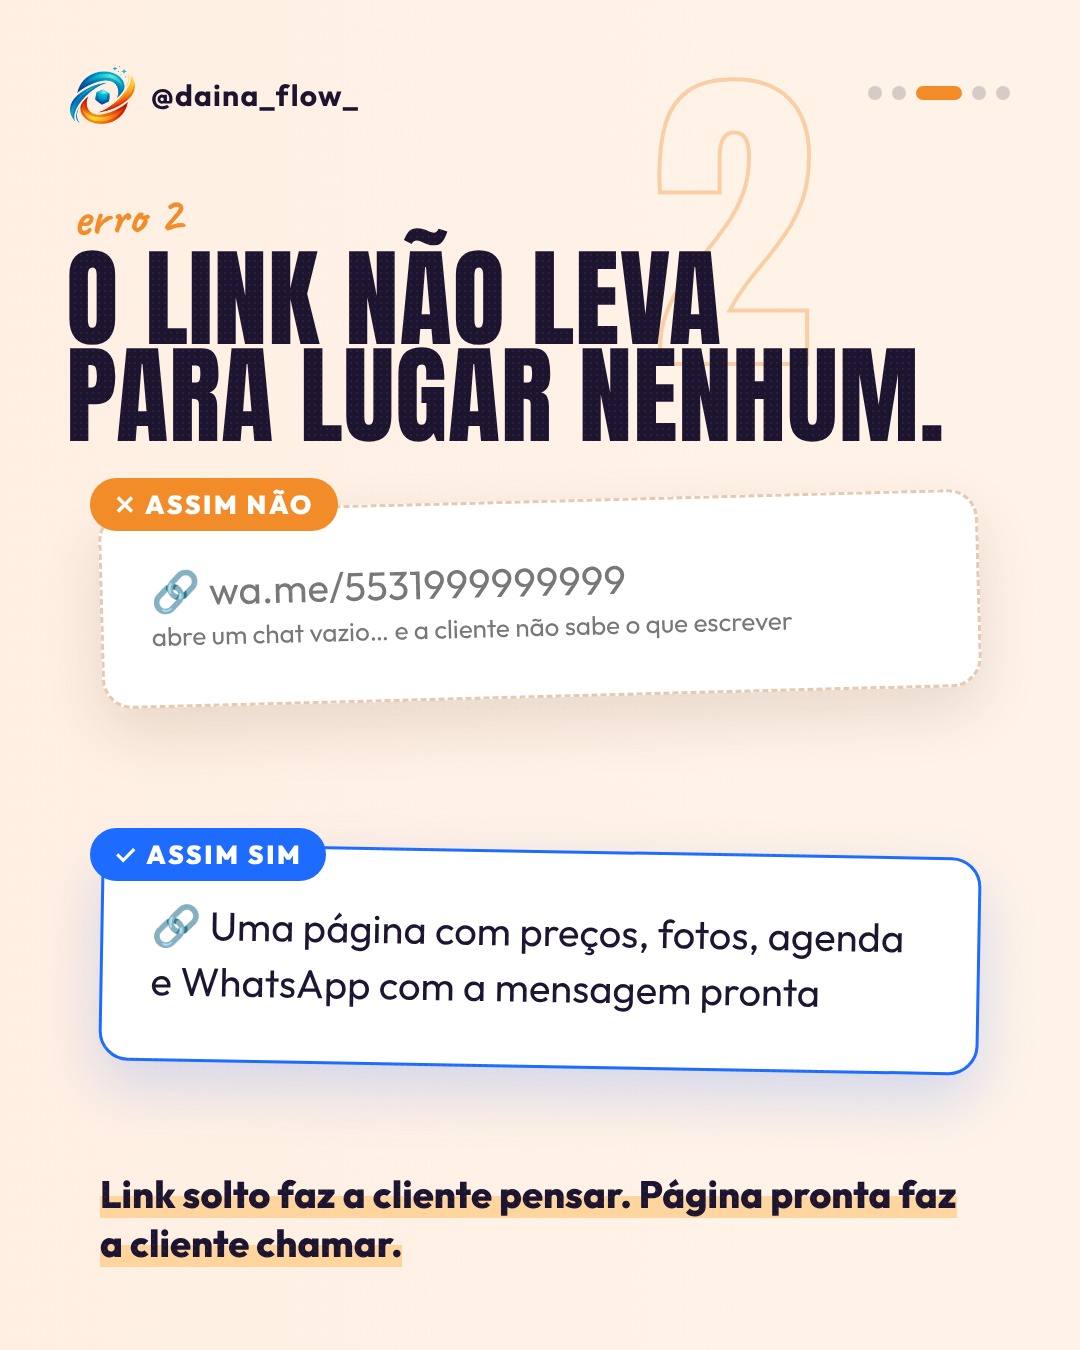 @daina_flow_
2
erro 2
O LINK NÃO LEVA
PARA LUGAR NENHUM.
✕ ASSIM NÃO
🔗 wa.me/5531999999999
abre um chat vazio... e a cliente não sabe o que escrever
✓ ASSIM SIM
🔗 Uma página com preços, fotos, agenda
e WhatsApp com a mensagem pronta
Link solto faz a cliente pensar. Página pronta faz
a cliente chamar.